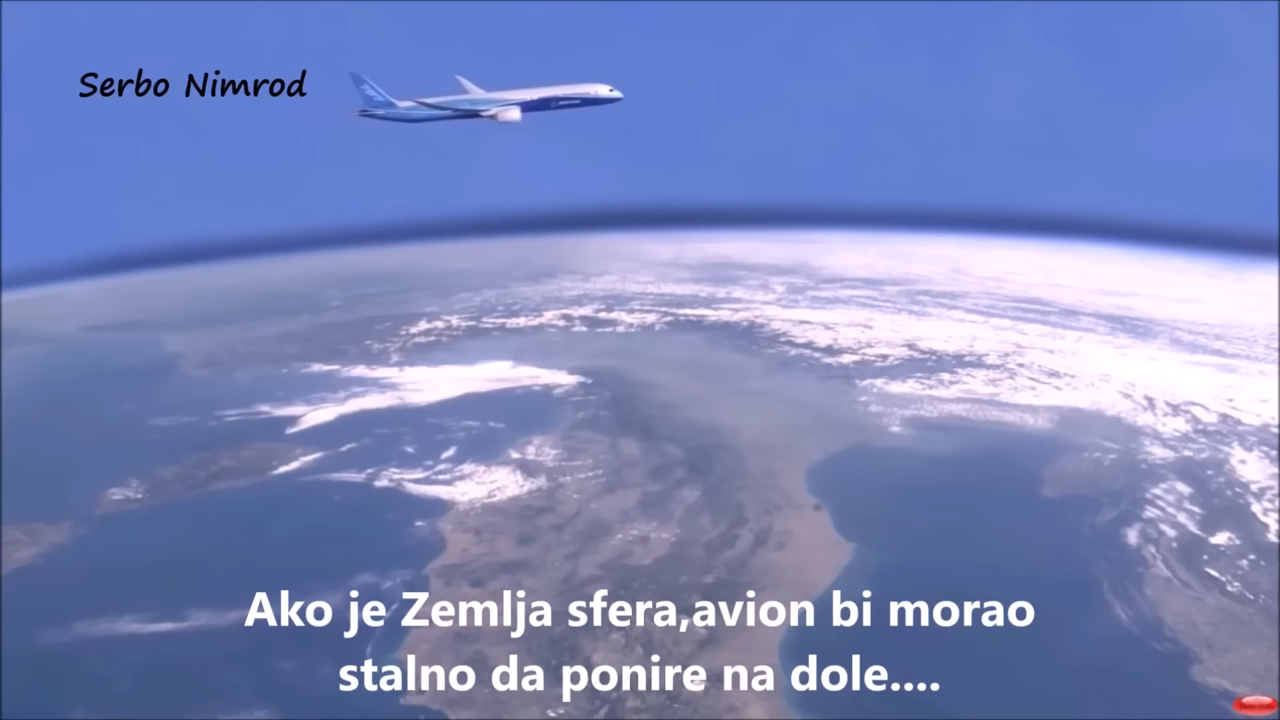 Serbo Nimrod
Ako je Zemlja sfera,avion bi morao
stalno da ponire na dole....